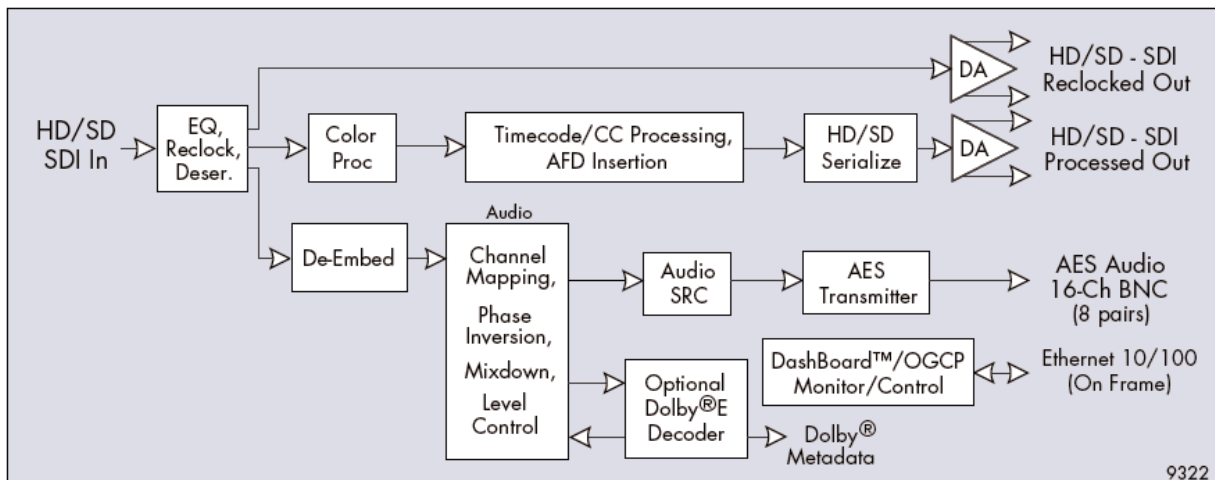 HD/SD
SDI In
EQ,
Reclock,
Deser.
Color
Proc
Timecode/CC Processing,
AFD Insertion
HD/SD
Serialize
DA
HD/SD - SDI
Reclocked Out
DA
HD/SD - SDI
Processed Out
De-Embed
Audio
Channel
Mapping,
Phase
Inversion,
Mixdown,
Level
Control
Audio
SRC
AES
Transmitter
AES Audio
16-Ch BNC
(8 pairs)
Optional
Dolby®E
Decoder
Dolby®
Metadata
DashBoard™/OGCP
Monitor/Control
Ethernet 10/100
(On Frame)
9322